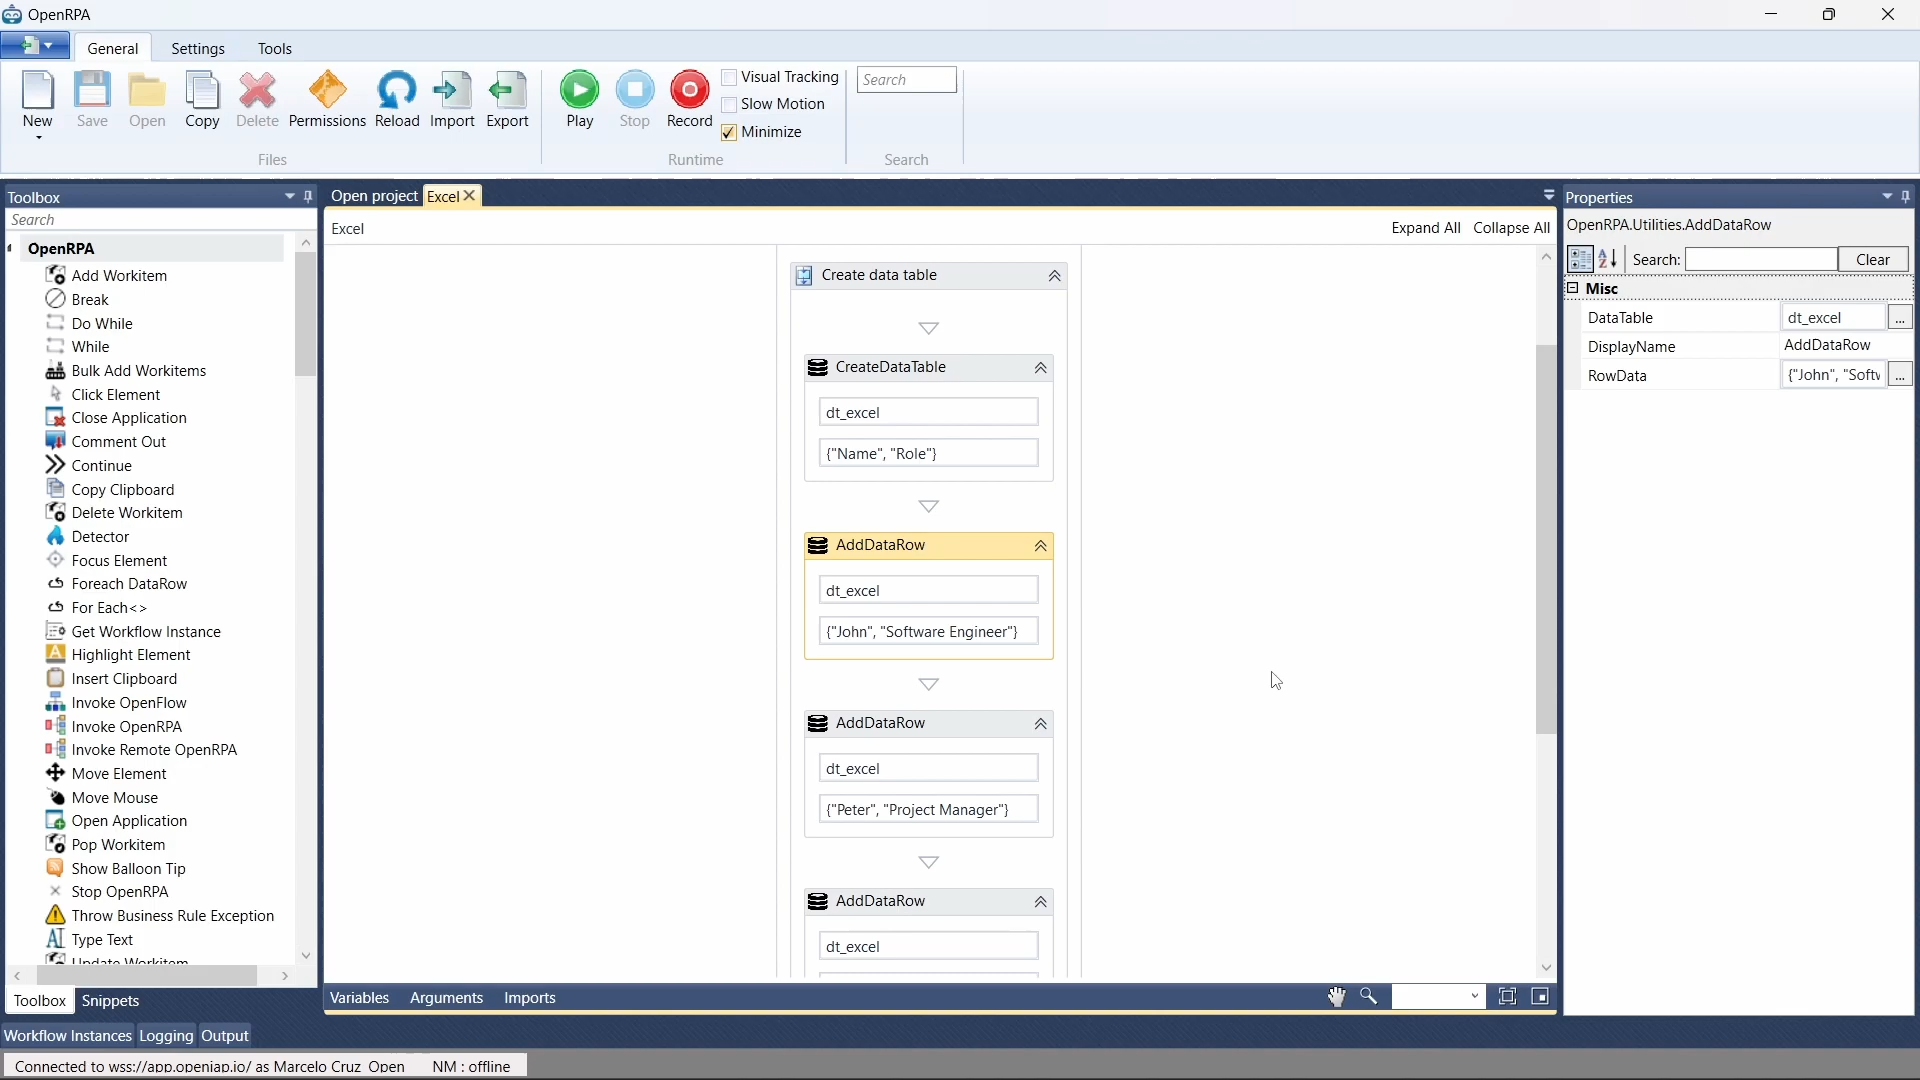 OpenRPA
General Settings Tools
New Save Open Copy Delete Permissions Reload Import Export
Files
Play Stop Record
Visual Tracking
Slow Motion
Minimize
Runtime
Search
Search
Toolbox
Search
OpenRPA
Add Workitem
Break
Do While
While
Bulk Add Workitems
Click Element
Close Application
Comment Out
Continue
Copy Clipboard
Delete Workitem
Detector
Focus Element
Foreach DataRow
For Each<>
Get Workflow Instance
Highlight Element
Insert Clipboard
Invoke OpenFlow
Invoke OpenRPA
Invoke Remote OpenRPA
Move Element
Move Mouse
Open Application
Pop Workitem
Show Balloon Tip
Stop OpenRPA
Throw Business Rule Exception
Type Text
Update Workitem
Toolbox Snippets
Open project Excel
Excel Expand All Collapse All
Create data table
CreateDataTable
dt_excel
{"Name", "Role"}
AddDataRow
dt_excel
{"John", "Software Engineer"}
AddDataRow
dt_excel
{"Peter", "Project Manager"}
AddDataRow
dt_excel
Variables Arguments Imports
Properties
OpenRPA.Utilities.AddDataRow
Search: Clear
Misc
DataTable dt_excel ...
DisplayName AddDataRow
RowData {"John", "Softw ...
Workflow Instances Logging Output
Connected to wss://app.openiap.io/ as Marcelo Cruz Open NM : offline